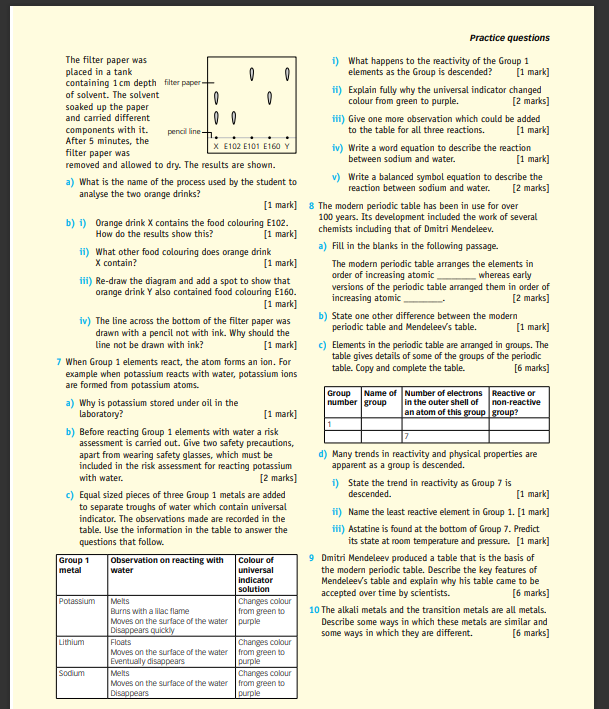 Practice questions
The filter paper was
placed in a tank
containing 1 cm depth
of solvent. The solvent
soaked up the paper
and carried different
components with it.
After 5 minutes, the
filter paper was
filter paper
pencil line
X E102 E101 E160 Y
removed and allowed to dry. The results are shown.
a) What is the name of the process used by the student to
analyse the two orange drinks?
[1 mark]
b) i) Orange drink X contains the food colouring E102.
How do the results show this? [1 mark]
ii) What other food colouring does orange drink
X contain? [1 mark]
iii) Re-draw the diagram and add a spot to show that
orange drink Y also contained food colouring E160.
[1 mark]
iv) The line across the bottom of the filter paper was
drawn with a pencil not with ink. Why should the
line not be drawn with ink? [1 mark]
7 When Group 1 elements react, the atom forms an ion. For
example when potassium reacts with water, potassium ions
are formed from potassium atoms.
a) Why is potassium stored under oil in the
laboratory? [1 mark]
b) Before reacting Group 1 elements with water a risk
assessment is carried out. Give two safety precautions,
apart from wearing safety glasses, which must be
included in the risk assessment for reacting potassium
with water. [2 marks]
c) Equal sized pieces of three Group 1 metals are added
to separate troughs of water which contain universal
indicator. The observations made are recorded in the
table. Use the information in the table to answer the
questions that follow.
Group 1
metal
Observation on reacting with
water
Colour of
universal
indicator
solution
Potassium
Melts
Burns with a lilac flame
Moves on the surface of the water
Disappears quickly
Changes colour
from green to
purple
Lithium
Floats
Moves on the surface of the water
Eventually disappears
Changes colour
from green to
purple
Sodium
Melts
Moves on the surface of the water
Disappears
Changes colour
from green to
purple
i) What happens to the reactivity of the Group 1
elements as the Group is descended? [1 mark]
ii) Explain fully why the universal indicator changed
colour from green to purple. [2 marks]
iii) Give one more observation which could be added
to the table for all three reactions. [1 mark]
iv) Write a word equation to describe the reaction
between sodium and water. [1 mark]
v) Write a balanced symbol equation to describe the
reaction between sodium and water. [2 marks]
8 The modern periodic table has been in use for over
100 years. Its development included the work of several
chemists including that of Dmitri Mendeleev.
a) Fill in the blanks in the following passage.
The modern periodic table arranges the elements in
order of increasing atomic ________ whereas early
versions of the periodic table arranged them in order of
increasing atomic ________. [2 marks]
b) State one other difference between the modern
periodic table and Mendeleev's table. [1 mark]
c) Elements in the periodic table are arranged in groups. The
table gives details of some of the groups of the periodic
table. Copy and complete the table. [6 marks]
Group
number
Name of
group
Number of electrons
in the outer shell of
an atom of this group
Reactive or
non-reactive
group?
1
7
d) Many trends in reactivity and physical properties are
apparent as a group is descended.
i) State the trend in reactivity as Group 7 is
descended. [1 mark]
ii) Name the least reactive element in Group 1. [1 mark]
iii) Astatine is found at the bottom of Group 7. Predict
its state at room temperature and pressure. [1 mark]
9 Dmitri Mendeleev produced a table that is the basis of
the modern periodic table. Describe the key features of
Mendeleev's table and explain why his table came to be
accepted over time by scientists. [6 marks]
10 The alkali metals and the transition metals are all metals.
Describe some ways in which these metals are similar and
some ways in which they are different. [6 marks]